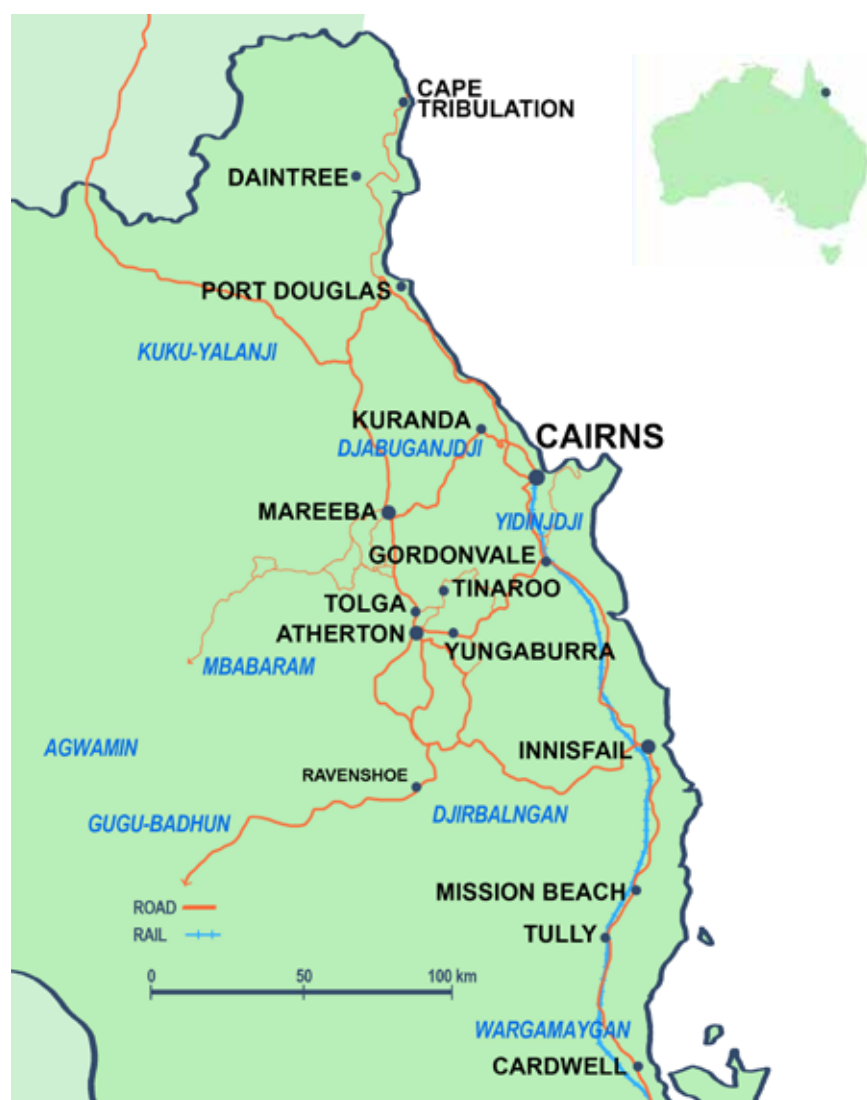 CAPE
TRIBULATION
DAINTREE
PORT DOUGLAS
KUKU-YALANJI
KURANDA
DJABUGANJDJI
CAIRNS
MAREEBA
YIDINJDJI
GORDONVALE
TINAROO
TOLGA
ATHERTON
YUNGABURRA
MBABARAM
AGWAMIN
INNISFAIL
RAVENSHOE
GUGU-BADHUN
DJIRBALNGAN
MISSION BEACH
ROAD
RAIL
TULLY
0 50 100 km
WARGAMAYGAN
CARDWELL